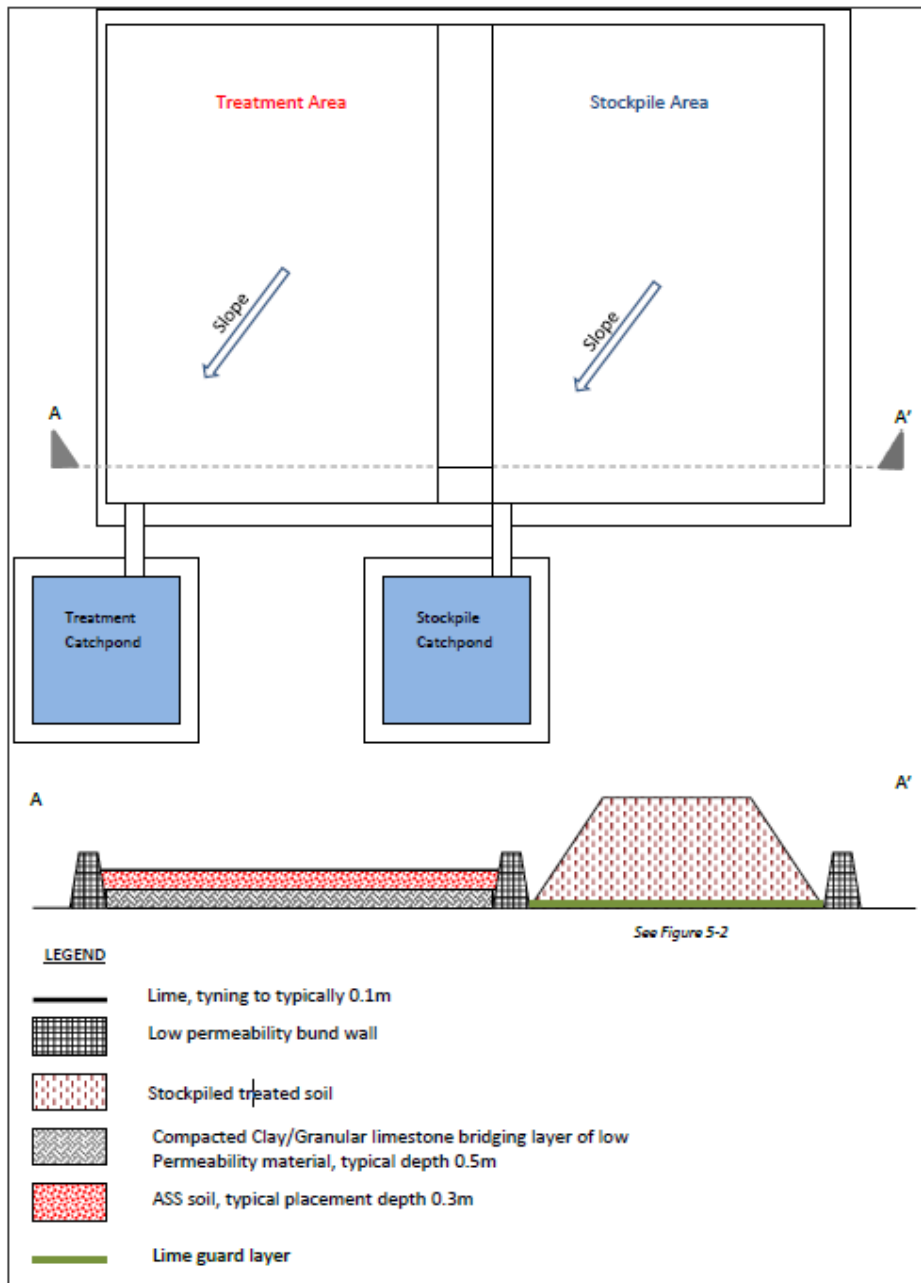 Treatment Area
Stockpile Area
Slope
Slope
A
A'
Treatment
Catchpond
Stockpile
Catchpond
A
A'
See Figure 5-2
LEGEND
Lime, tyning to typically 0.1m
Low permeability bund wall
Stockpiled treated soil
Compacted Clay/Granular limestone bridging layer of low
Permeability material, typical depth 0.5m
ASS soil, typical placement depth 0.3m
Lime guard layer